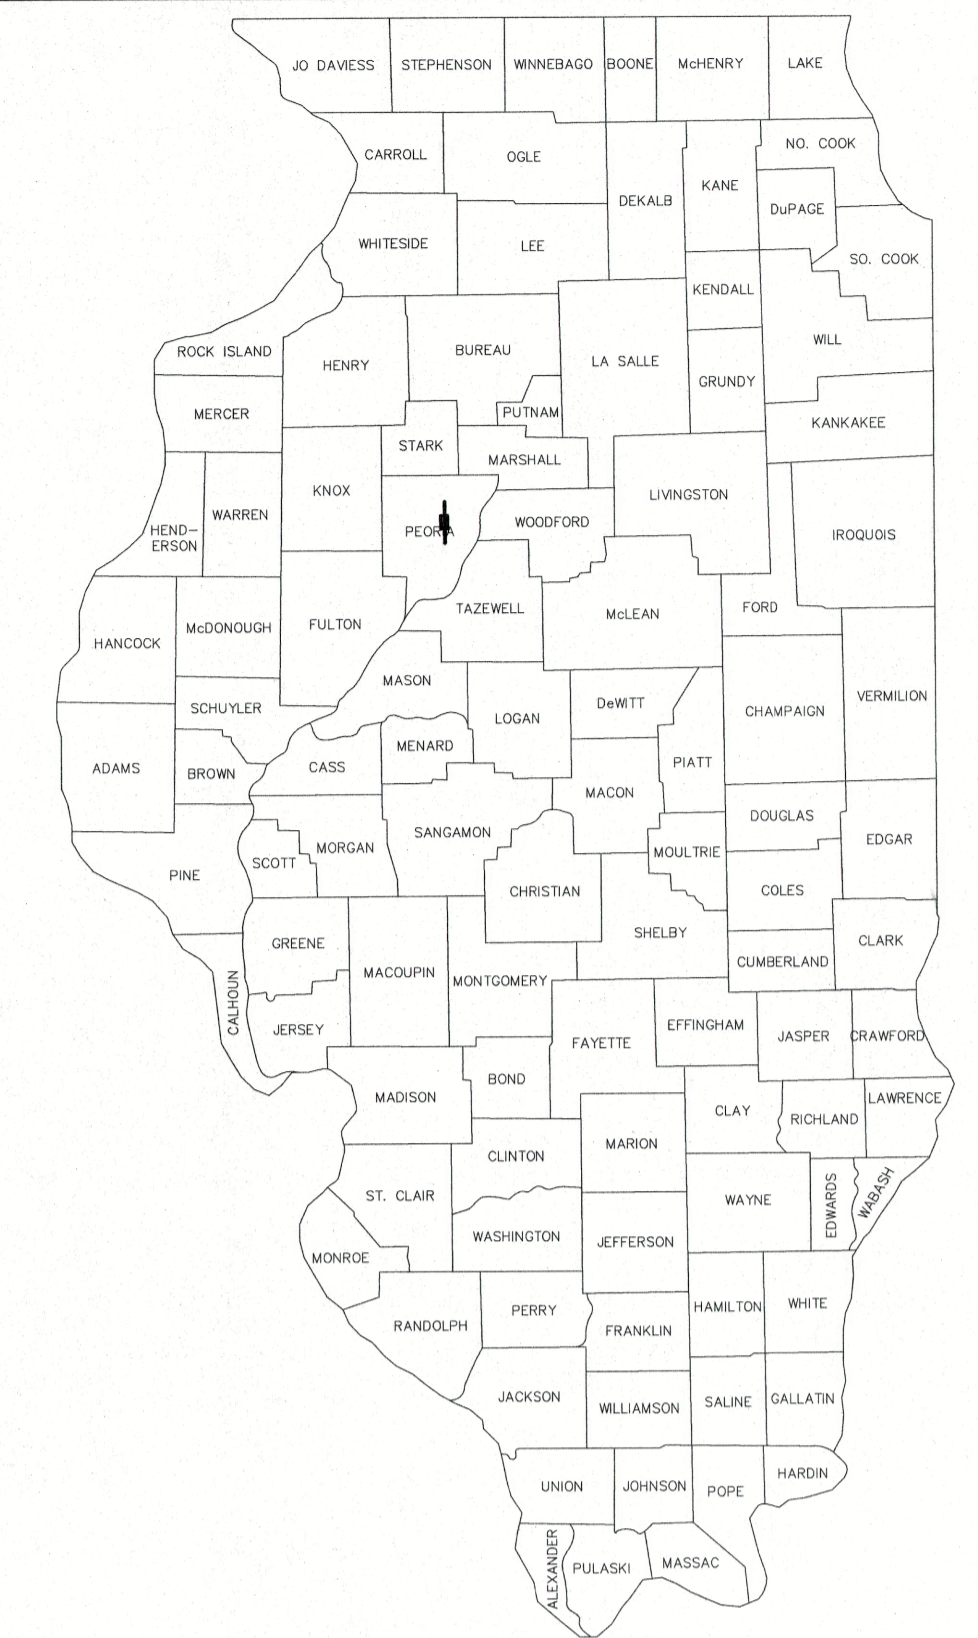 JO DAVIESS
STEPHENSON
WINNEBAGO
BOONE
McHENRY
LAKE
CARROLL
OGLE
DEKALB
KANE
NO. COOK
DuPAGE
WHITESIDE
LEE
SO. COOK
KENDALL
ROCK ISLAND
HENRY
BUREAU
LA SALLE
GRUNDY
WILL
MERCER
PUTNAM
KANKAKEE
STARK
MARSHALL
KNOX
LIVINGSTON
HEND-
ERSON
WARREN
PEORIA
WOODFORD
IROQUOIS
HANCOCK
McDONOUGH
FULTON
TAZEWELL
McLEAN
FORD
MASON
SCHUYLER
LOGAN
DeWITT
CHAMPAIGN
VERMILION
ADAMS
BROWN
CASS
MENARD
PIATT
MACON
DOUGLAS
EDGAR
SANGAMON
PINE
SCOTT
MORGAN
CHRISTIAN
MOULTRIE
COLES
GREENE
MACOUPIN
MONTGOMERY
SHELBY
CUMBERLAND
CLARK
CALHOUN
JERSEY
FAYETTE
EFFINGHAM
JASPER
CRAWFORD
MADISON
BOND
CLAY
RICHLAND
LAWRENCE
MARION
CLINTON
ST. CLAIR
WAYNE
EDWARDS
WABASH
WASHINGTON
JEFFERSON
MONROE
RANDOLPH
PERRY
FRANKLIN
HAMILTON
WHITE
JACKSON
WILLIAMSON
SALINE
GALLATIN
UNION
JOHNSON
POPE
HARDIN
ALEXANDER
PULASKI
MASSAC